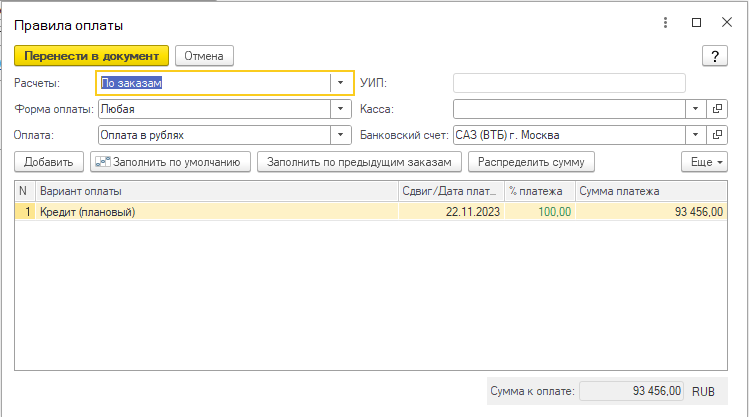 Правила оплаты
Перенести в документ Отмена ?
Расчеты: По заказам УИП:
Форма оплаты: Любая Касса:
Оплата: Оплата в рублях Банковский счет: САЗ (ВТБ) г. Москва
Добавить Заполнить по умолчанию Заполнить по предыдущим заказам Распределить сумму Еще
N Вариант оплаты Сдвиг/Дата плат... % платежа Сумма платежа
1 Кредит (плановый) 22.11.2023 100,00 93 456,00
Сумма к оплате: 93 456,00 RUB